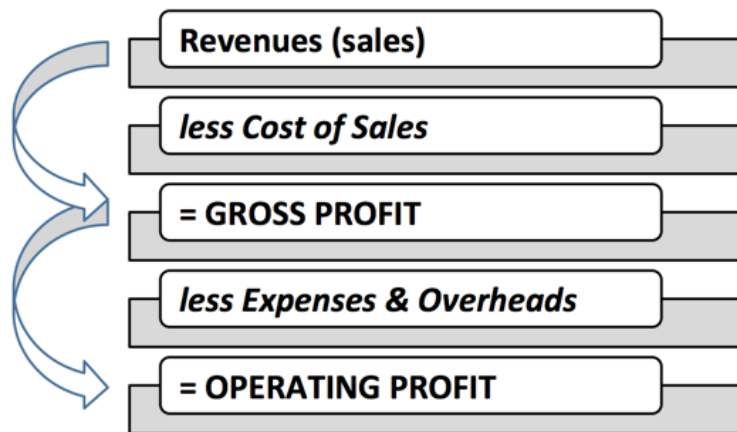 Revenues (sales)
less Cost of Sales
= GROSS PROFIT
less Expenses & Overheads
= OPERATING PROFIT